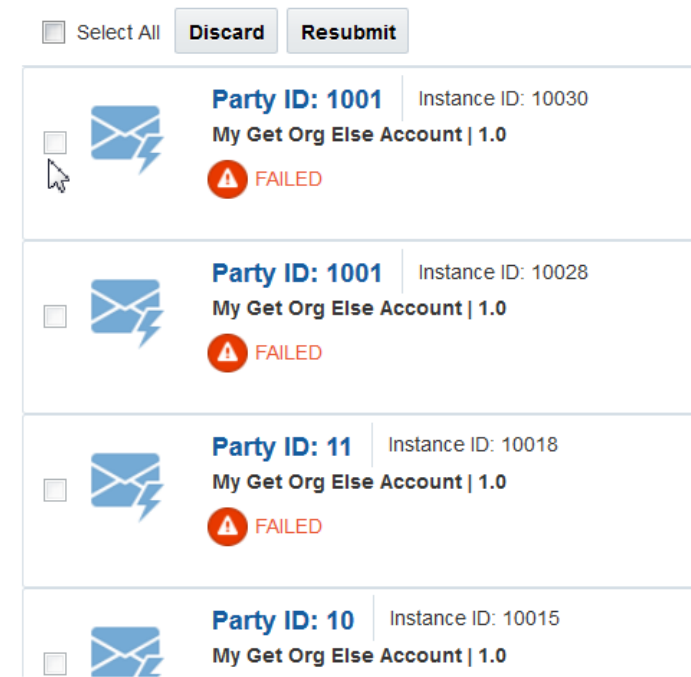 Select All Discard Resubmit
Party ID: 1001 Instance ID: 10030
My Get Org Else Account | 1.0
FAILED
Party ID: 1001 Instance ID: 10028
My Get Org Else Account | 1.0
FAILED
Party ID: 11 Instance ID: 10018
My Get Org Else Account | 1.0
FAILED
Party ID: 10 Instance ID: 10015
My Get Org Else Account | 1.0